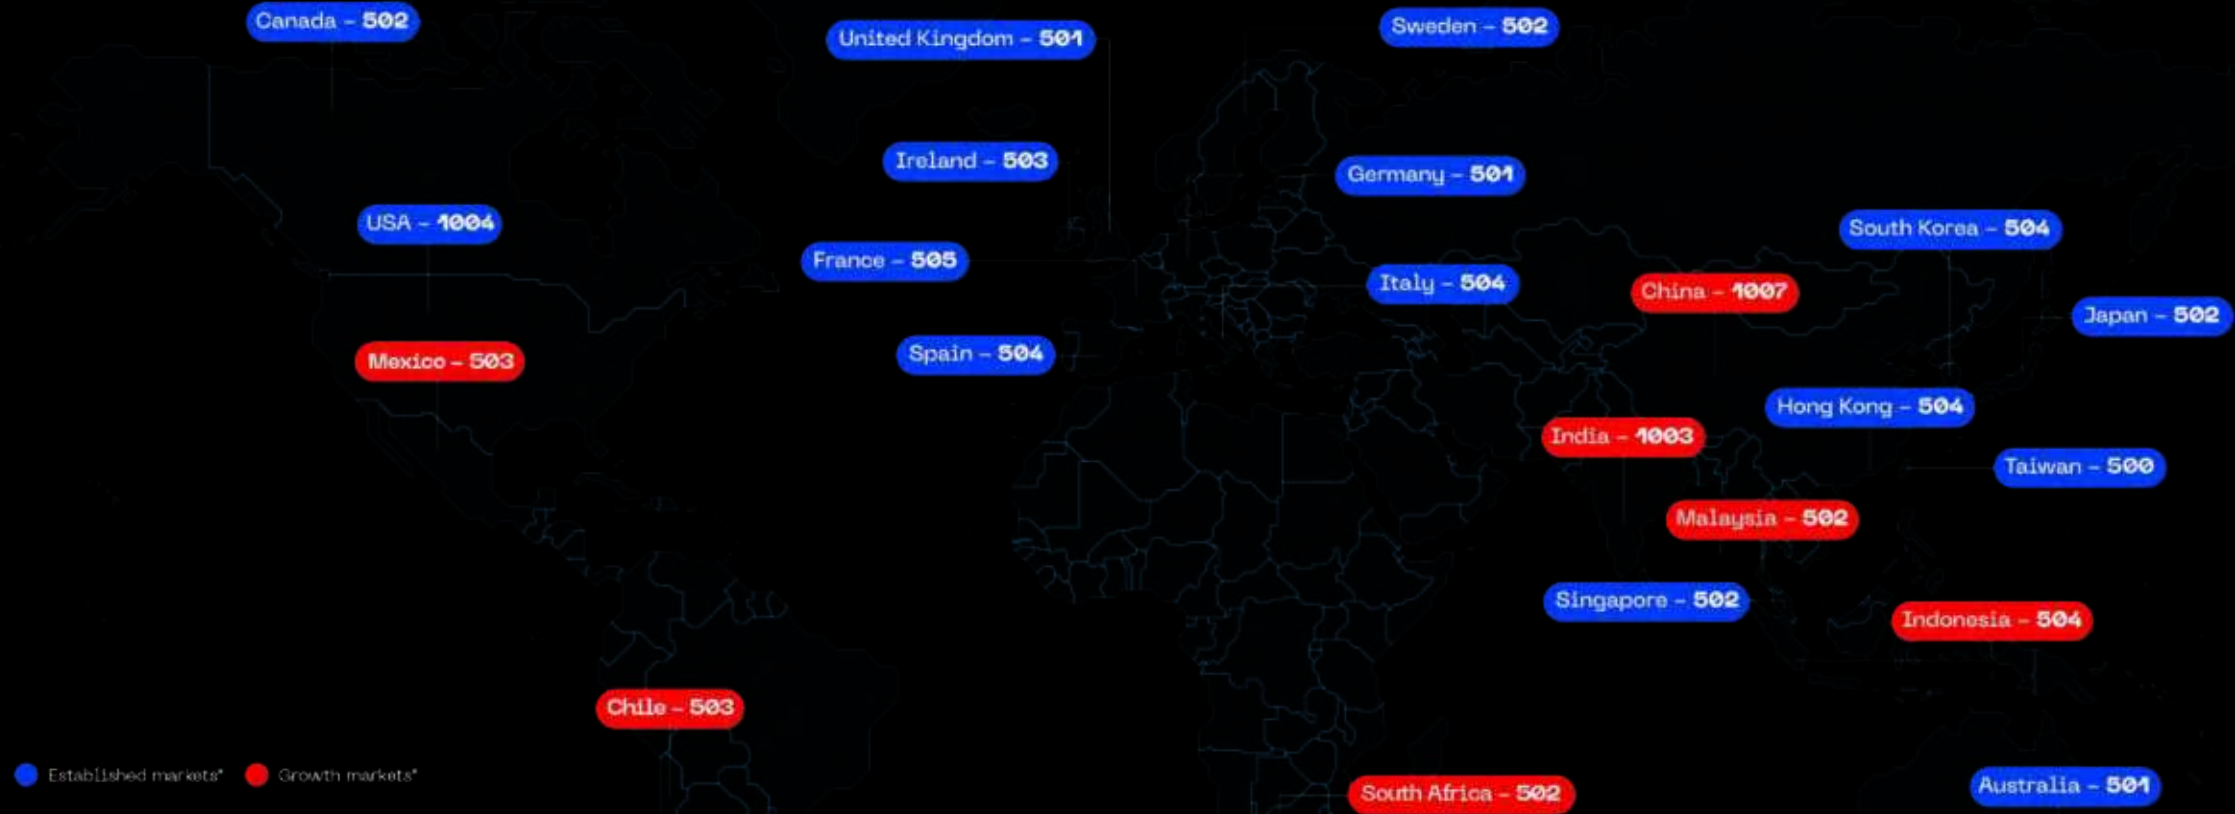 Canada – 502
United Kingdom – 501
Sweden – 502
Ireland – 503
Germany – 501
USA – 1004
South Korea – 504
France – 505
Italy – 504
China – 1007
Japan – 502
Spain – 504
Mexico – 503
Hong Kong – 504
India – 1003
Taiwan – 500
Malaysia – 502
Singapore – 502
Indonesia – 504
Chile – 503
Established markets*
Growth markets*
South Africa – 502
Australia – 501